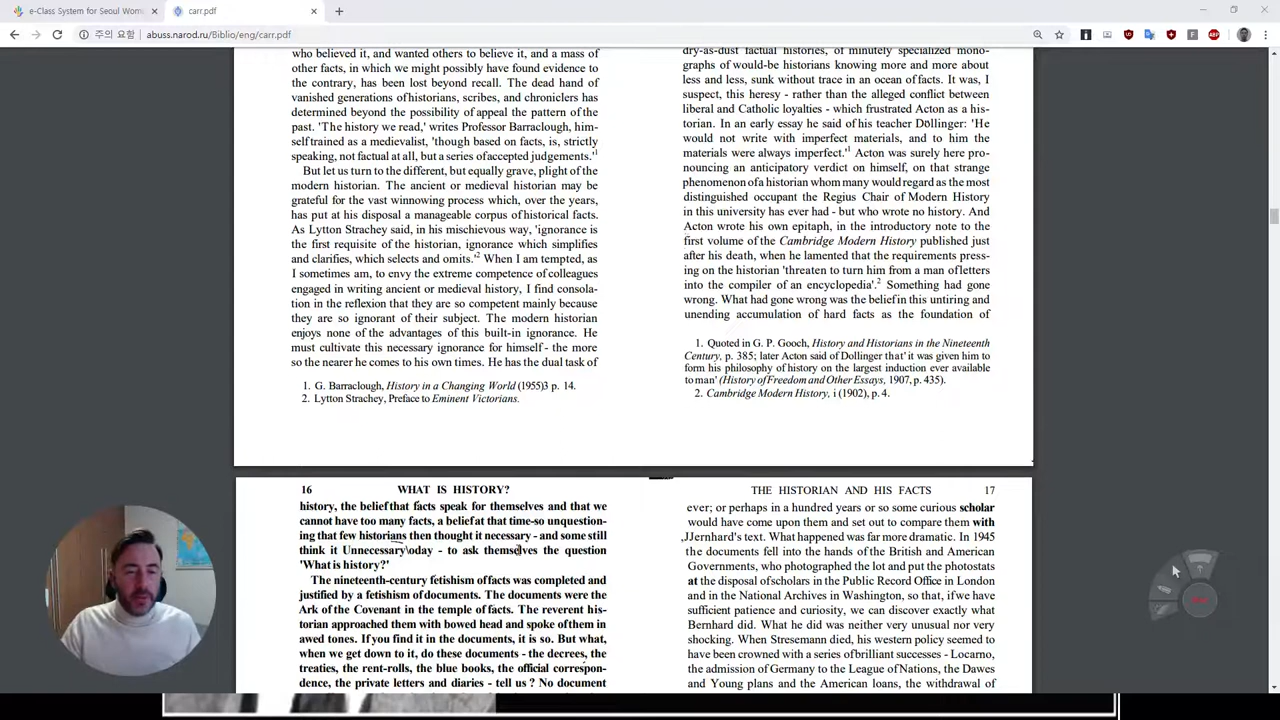 e-Class System for Seoul Wom
carr.pdf
주의 요함
abuss.narod.ru/Biblio/eng/carr.pdf
who believed it, and wanted others to believe it, and a mass of
other facts, in which we might possibly have found evidence to
the contrary, has been lost beyond recall. The dead hand of
vanished generations of historians, scribes, and chroniclers has
determined beyond the possibility of appeal the pattern of the
past. 'The history we read,' writes Professor Barraclough, him-
self trained as a medievalist, 'though based on facts, is, strictly
speaking, not factual at all, but a series of accepted judgements.'1
But let us turn to the different, but equally grave, plight of the
modern historian. The ancient or medieval historian may be
grateful for the vast winnowing process which, over the years,
has put at his disposal a manageable corpus of historical facts.
As Lytton Strachey said, in his mischievous way, 'ignorance is
the first requisite of the historian, ignorance which simplifies
and clarifies, which selects and omits.'2 When I am tempted, as
I sometimes am, to envy the extreme competence of colleagues
engaged in writing ancient or medieval history, I find consola-
tion in the reflexion that they are so competent mainly because
they are so ignorant of their subject. The modern historian
enjoys none of the advantages of this built-in ignorance. He
must cultivate this necessary ignorance for himself - the more
so the nearer he comes to his own times. He has the dual task of
1. G. Barraclough, History in a Changing World (1955)3 p. 14.
2. Lytton Strachey, Preface to Eminent Victorians.
dry-as-dust factual histories, of minutely specialized mono-
graphs of would-be historians knowing more and more about
less and less, sunk without trace in an ocean of facts. It was, I
suspect, this heresy - rather than the alleged conflict between
liberal and Catholic loyalties - which frustrated Acton as a his-
torian. In an early essay he said of his teacher Döllinger: 'He
would not write with imperfect materials, and to him the
materials were always imperfect.'1 Acton was surely here pro-
nouncing an anticipatory verdict on himself, on that strange
phenomenon of a historian whom many would regard as the most
distinguished occupant the Regius Chair of Modern History
in this university has ever had - but who wrote no history. And
Acton wrote his own epitaph, in the introductory note to the
first volume of the Cambridge Modern History published just
after his death, when he lamented that the requirements press-
ing on the historian 'threaten to turn him from a man of letters
into the compiler of an encyclopedia'.2 Something had gone
wrong. What had gone wrong was the belief in this untiring and
unending accumulation of hard facts as the foundation of
1. Quoted in G. P. Gooch, History and Historians in the Nineteenth
Century, p. 385; later Acton said of Dollinger that' it was given him to
form his philosophy of history on the largest induction ever available
to man' (History of Freedom and Other Essays, 1907, p. 435).
2. Cambridge Modern History, i (1902), p. 4.
16 WHAT IS HISTORY?
history, the belief that facts speak for themselves and that we
cannot have too many facts, a belief at that time-so unquestion-
ing that few historians then thought it necessary - and some still
think it Unnecessary\oday - to ask themselves the question
'What is history?'
The nineteenth-century fetishism of facts was completed and
justified by a fetishism of documents. The documents were the
Ark of the Covenant in the temple of facts. The reverent his-
torian approached them with bowed head and spoke of them in
awed tones. If you find it in the documents, it is so. But what,
when we get down to it, do these documents - the decrees, the
treaties, the rent-rolls, the blue books, the official correspon-
dence, the private letters and diaries - tell us ? No document
THE HISTORIAN AND HIS FACTS 17
ever; or perhaps in a hundred years or so some curious scholar
would have come upon them and set out to compare them with
,JJernhard's text. What happened was far more dramatic. In 1945
the documents fell into the hands of the British and American
Governments, who photographed the lot and put the photostats
at the disposal of scholars in the Public Record Office in London
and in the National Archives in Washington, so that, if we have
sufficient patience and curiosity, we can discover exactly what
Bernhard did. What he did was neither very unusual nor very
shocking. When Stresemann died, his western policy seemed to
have been crowned with a series of brilliant successes - Locarno,
the admission of Germany to the League of Nations, the Dawes
and Young plans and the American loans, the withdrawal of